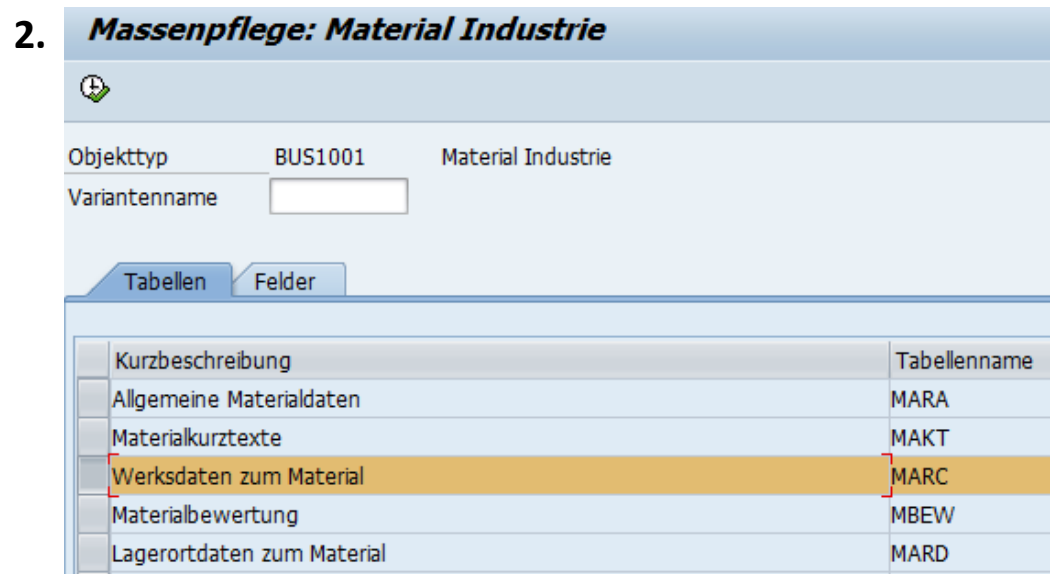 2. Massenpflege: Material Industrie
Objekttyp BUS1001 Material Industrie
Variantenname
Tabellen Felder
Kurzbeschreibung Tabellenname
Allgemeine Materialdaten MARA
Materialkurztexte MAKT
Werksdaten zum Material MARC
Materialbewertung MBEW
Lagerortdaten zum Material MARD